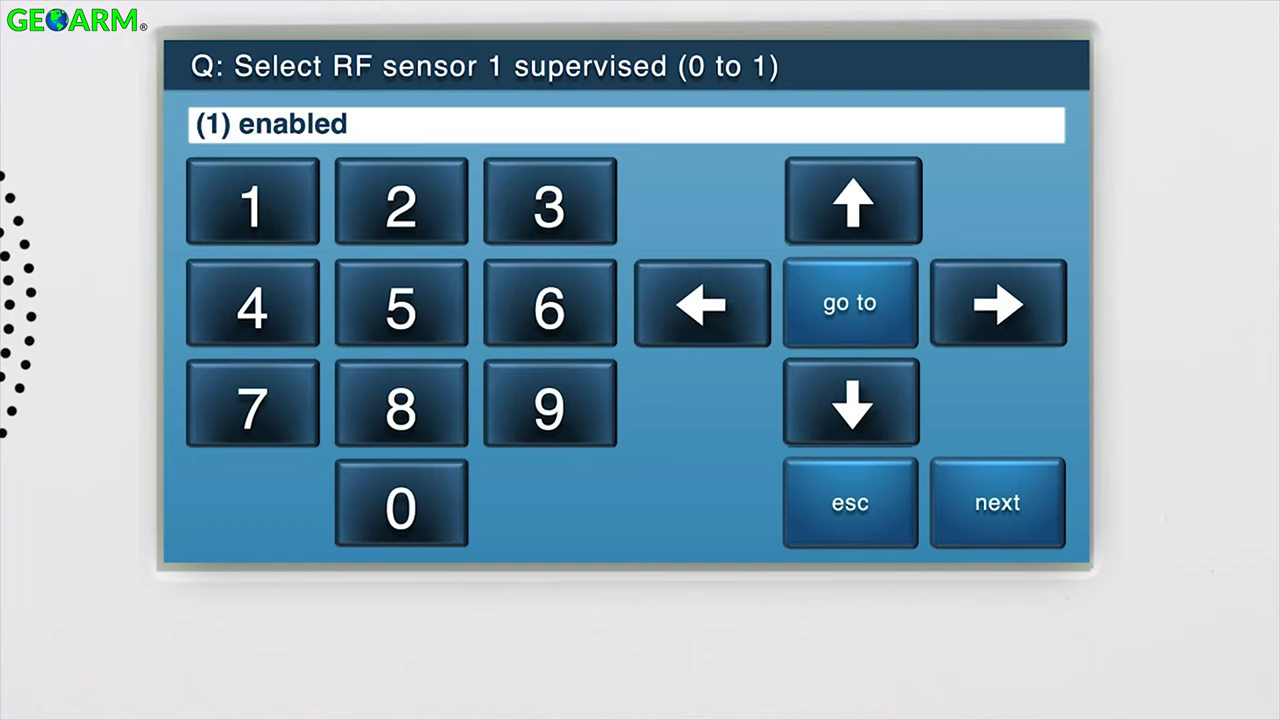 GEOARM®
Q: Select RF sensor 1 supervised (0 to 1)
(1) enabled
1 2 3
4 5 6 go to
7 8 9
0 esc next